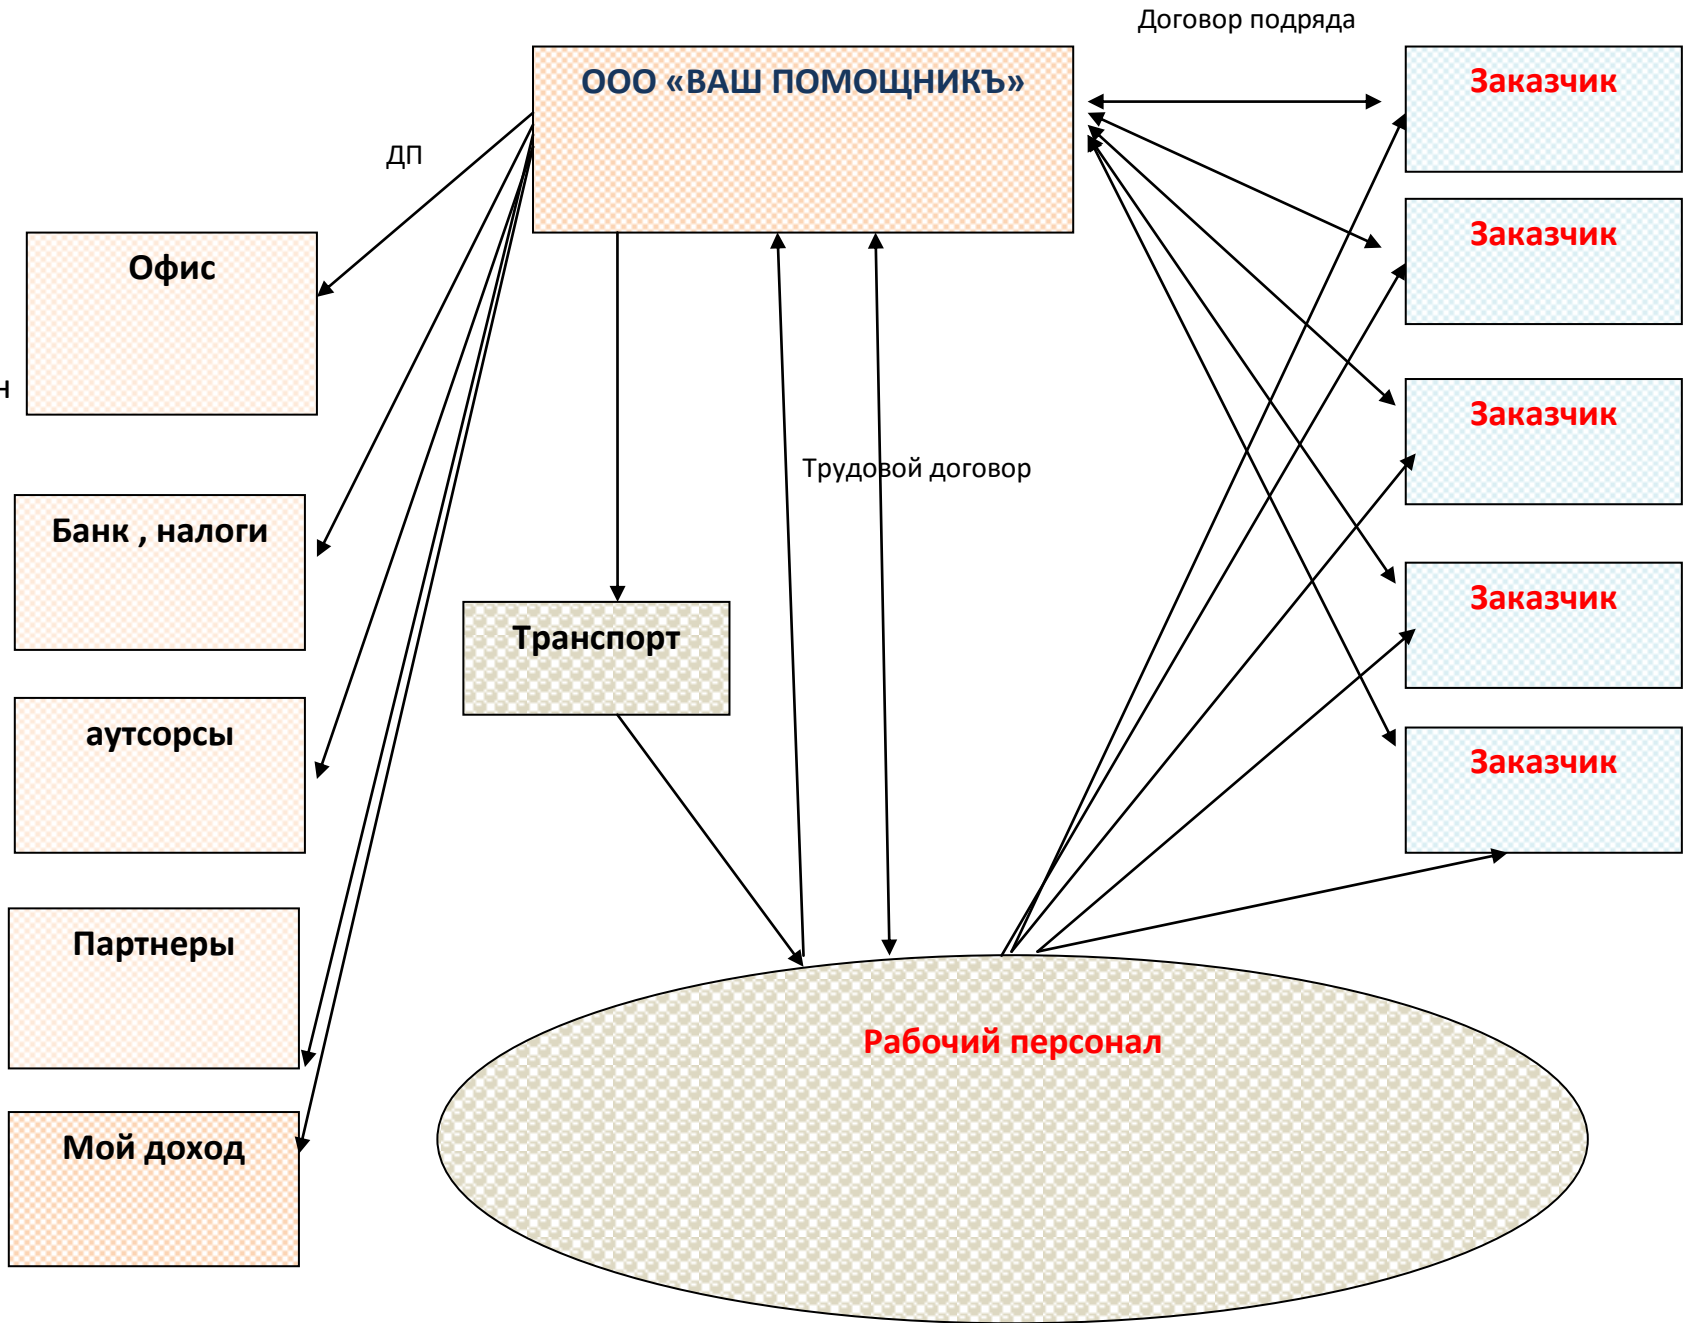 Договор подряда
ООО «ВАШ ПОМОЩНИКЪ»
Заказчик
ДП
Заказчик
Офис
н
Заказчик
Трудовой договор
Банк , налоги
Заказчик
Транспорт
аутсорсы
Заказчик
Партнеры
Рабочий персонал
Мой доход